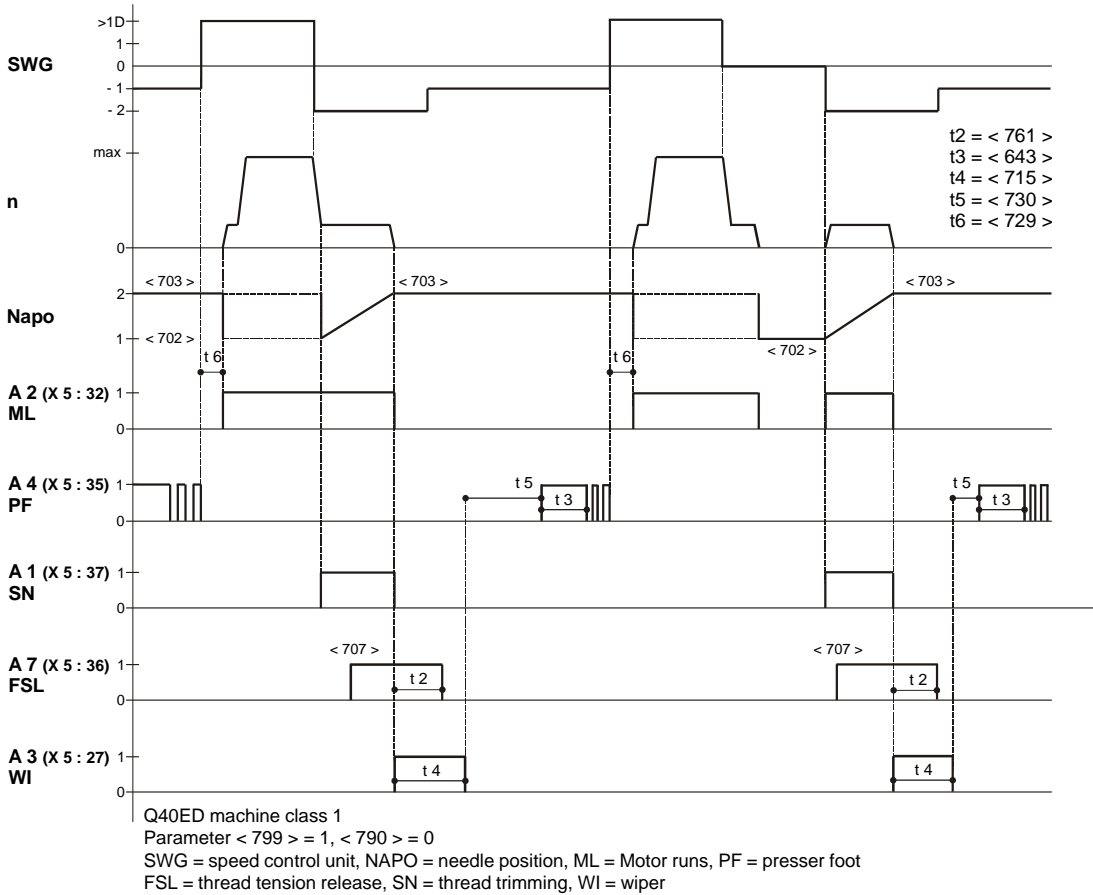 >1D
1
SWG
0
- 1
- 2
t2 = < 761 >
t3 = < 643 >
t4 = < 715 >
t5 = < 730 >
t6 = < 729 >
max
n
0
< 703 > < 703 > < 703 >
2
Napo
1
< 702 > < 702 >
t 6 t 6
A 2 (X 5 : 32) 1
ML
0
A 4 (X 5 : 35) 1
PF
t 5 t 3 t 5 t 3
0
A 1 (X 5 : 37) 1
SN
0
< 707 > < 707 >
A 7 (X 5 : 36) 1
FSL
t 2 t 2
0
A 3 (X 5 : 27) 1
WI
t 4 t 4
0
Q40ED machine class 1
Parameter < 799 > = 1, < 790 > = 0
SWG = speed control unit, NAPO = needle position, ML = Motor runs, PF = presser foot
FSL = thread tension release, SN = thread trimming, WI = wiper